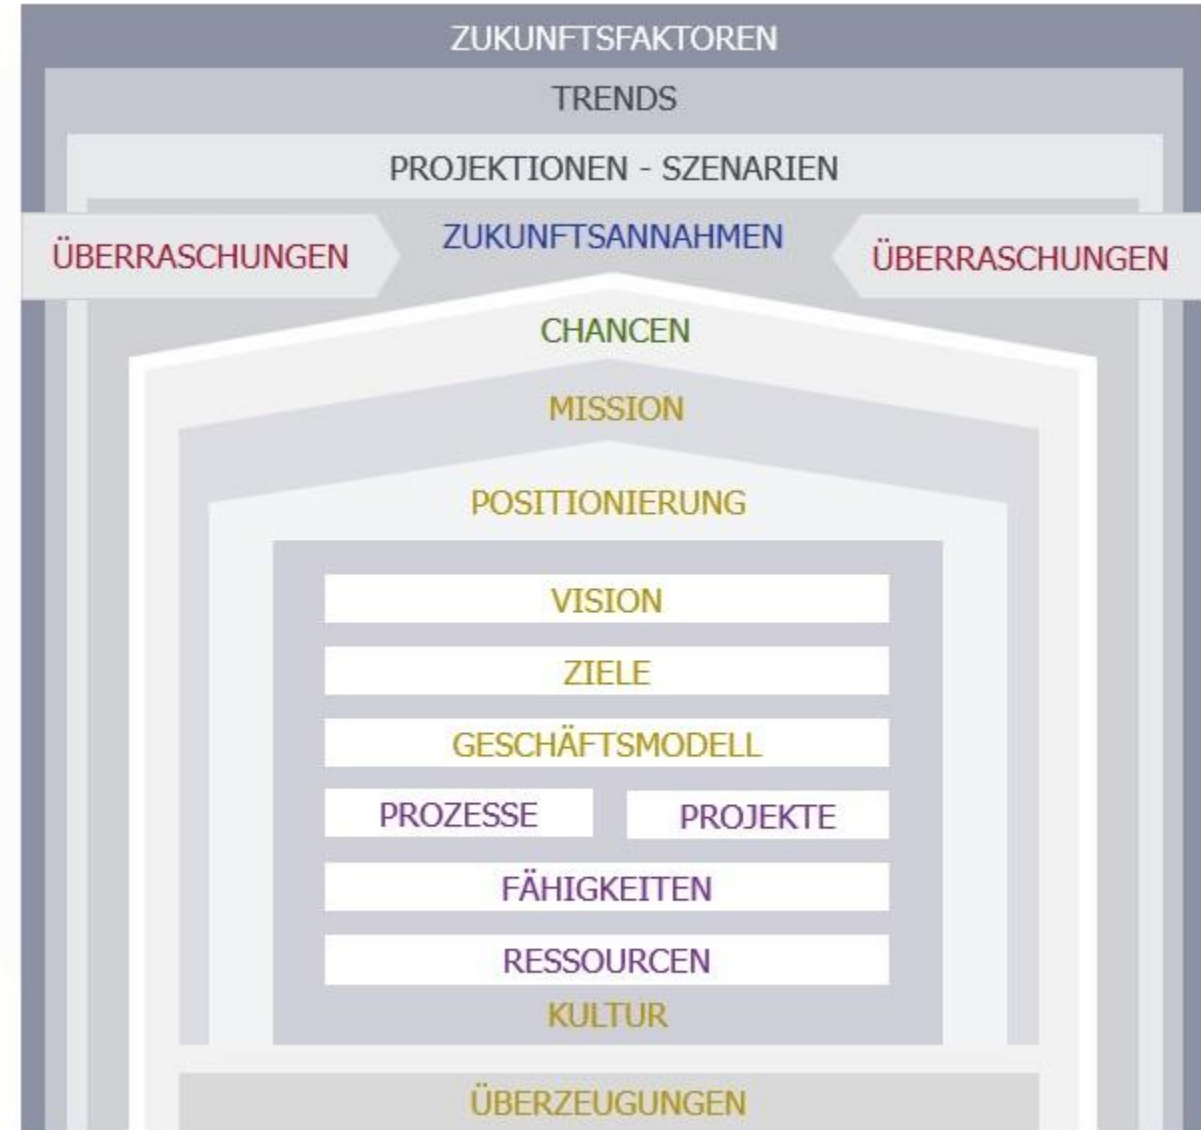 ZUKUNFTSFAKTOREN
TRENDS
PROJEKTIONEN - SZENARIEN
ZUKUNFTSANNAHMEN
ÜBERRASCHUNGEN
ÜBERRASCHUNGEN
CHANCEN
MISSION
POSITIONIERUNG
VISION
ZIELE
GESCHÄFTSMODELL
PROZESSE
PROJEKTE
FÄHIGKEITEN
RESSOURCEN
KULTUR
ÜBERZEUGUNGEN